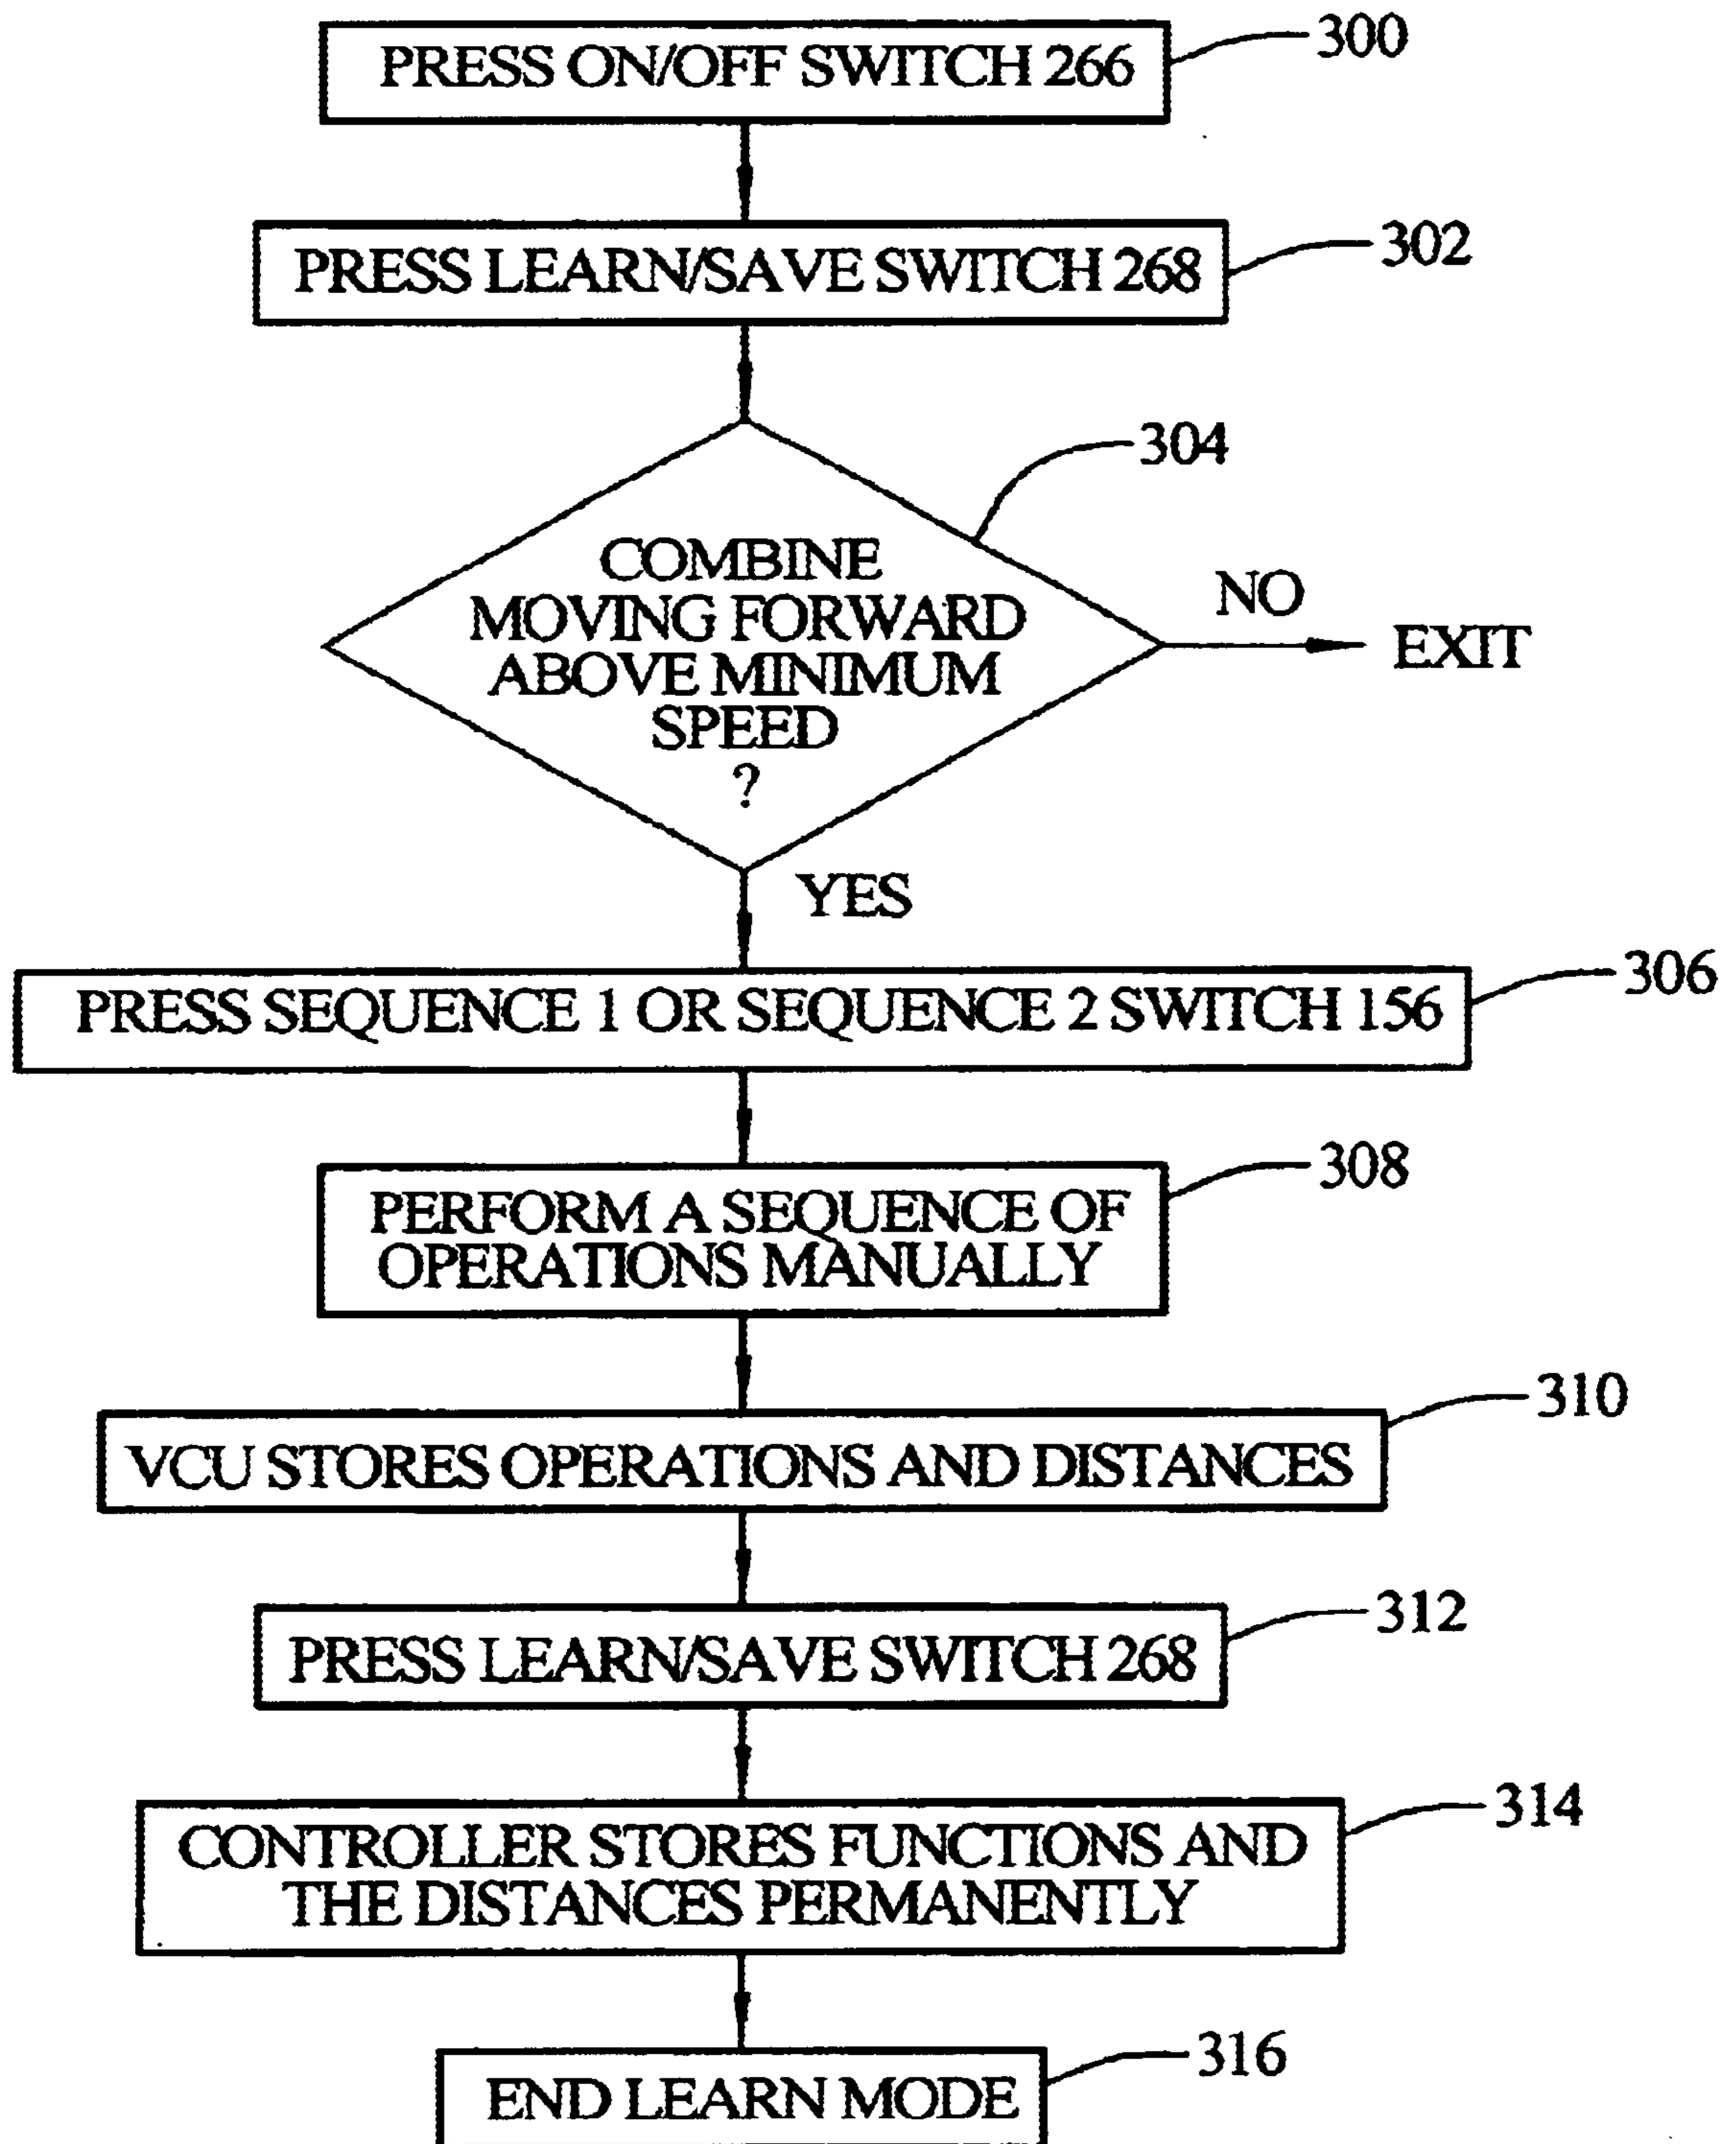 PRESS ON/OFF SWITCH 266
300
PRESS LEARN/SAVE SWITCH 268
302
304
COMBINE
MOVING FORWARD
ABOVE MINIMUM
SPEED
?
NO
EXIT
YES
PRESS SEQUENCE 1 OR SEQUENCE 2 SWITCH 156
306
PERFORM A SEQUENCE OF
OPERATIONS MANUALLY
308
VCU STORES OPERATIONS AND DISTANCES
310
PRESS LEARN/SAVE SWITCH 268
312
CONTROLLER STORES FUNCTIONS AND
THE DISTANCES PERMANENTLY
314
END LEARN MODE
316